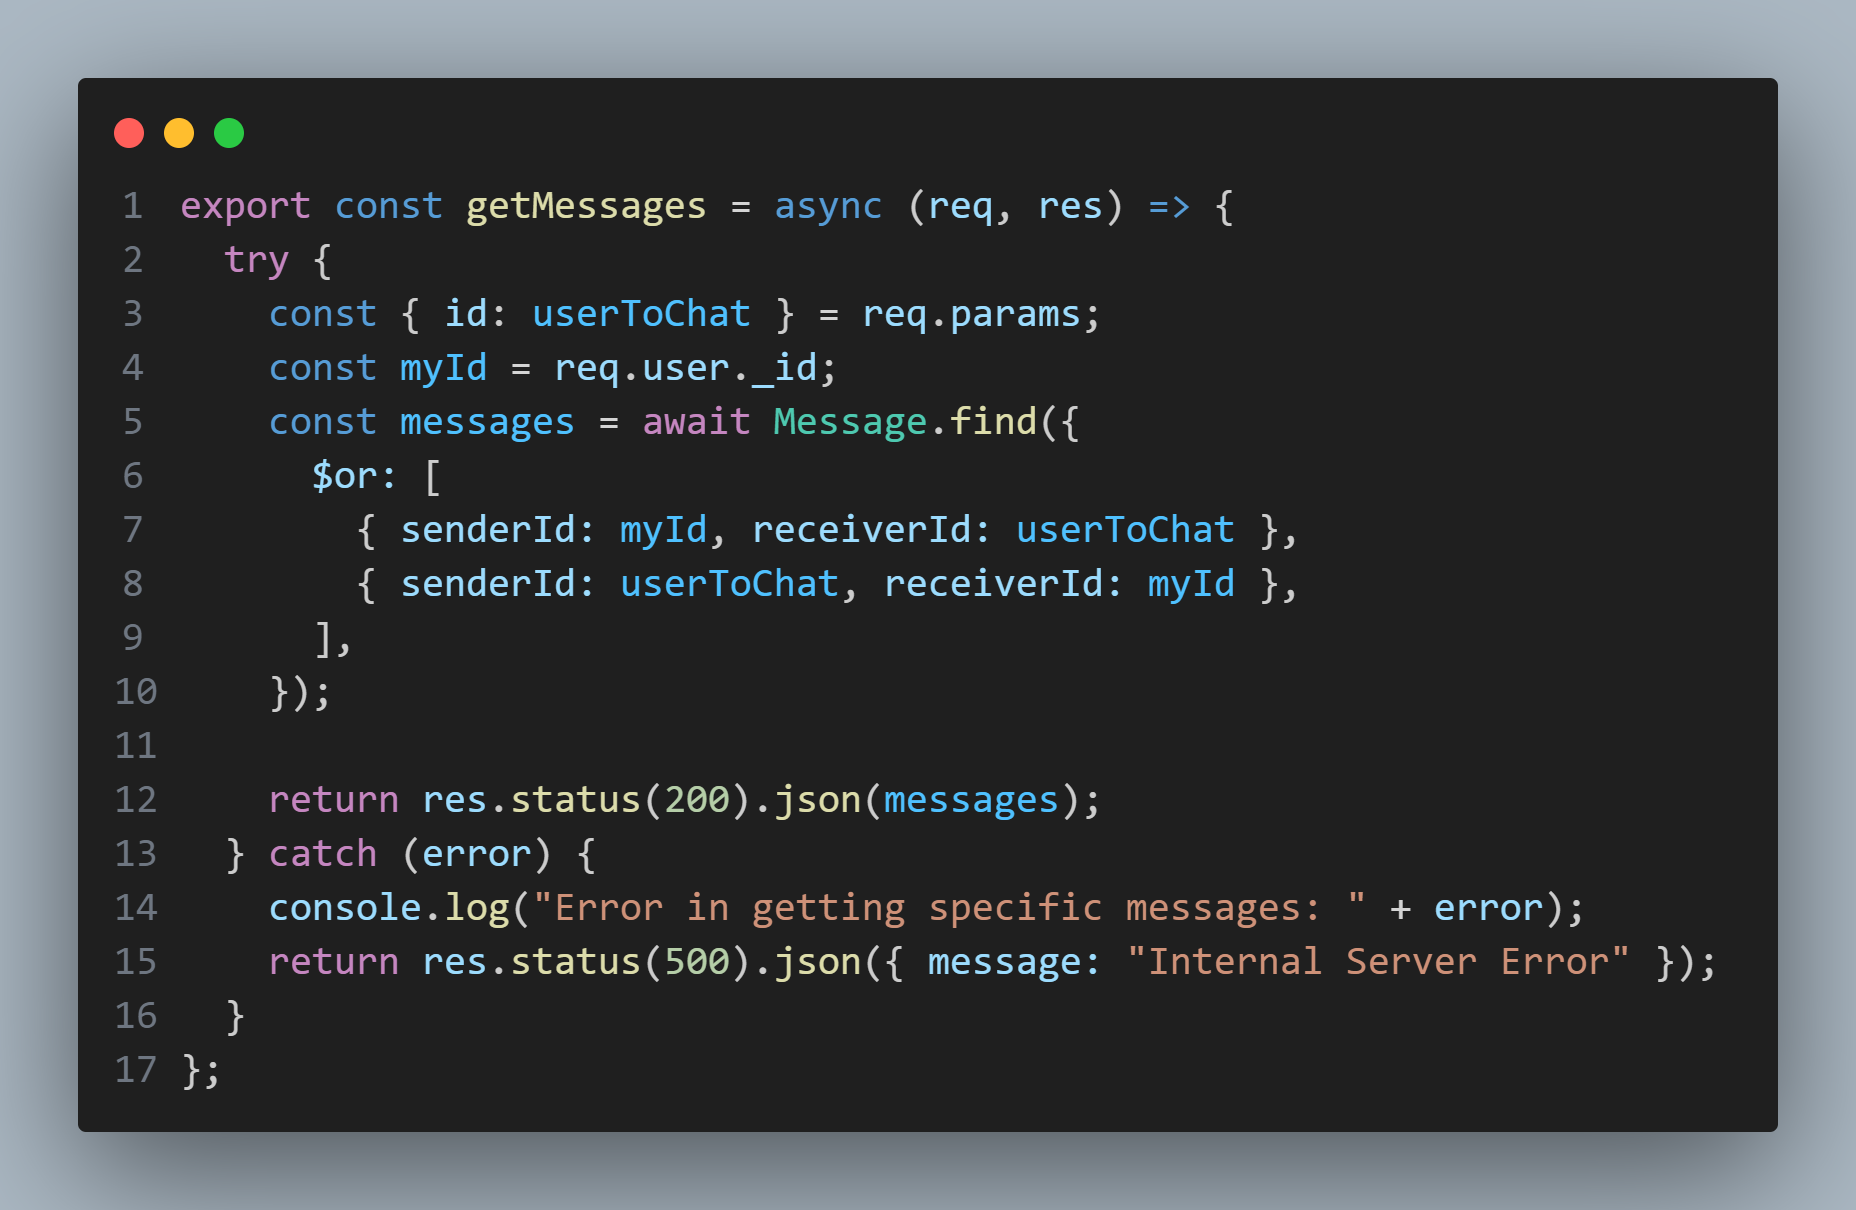 1 export const getMessages = async (req, res) => {
2   try {
3     const { id: userToChat } = req.params;
4     const myId = req.user._id;
5     const messages = await Message.find({
6       $or: [
7         { senderId: myId, receiverId: userToChat },
8         { senderId: userToChat, receiverId: myId },
9       ],
10     });
11
12     return res.status(200).json(messages);
13   } catch (error) {
14     console.log("Error in getting specific messages: " + error);
15     return res.status(500).json({ message: "Internal Server Error" });
16   }
17 };